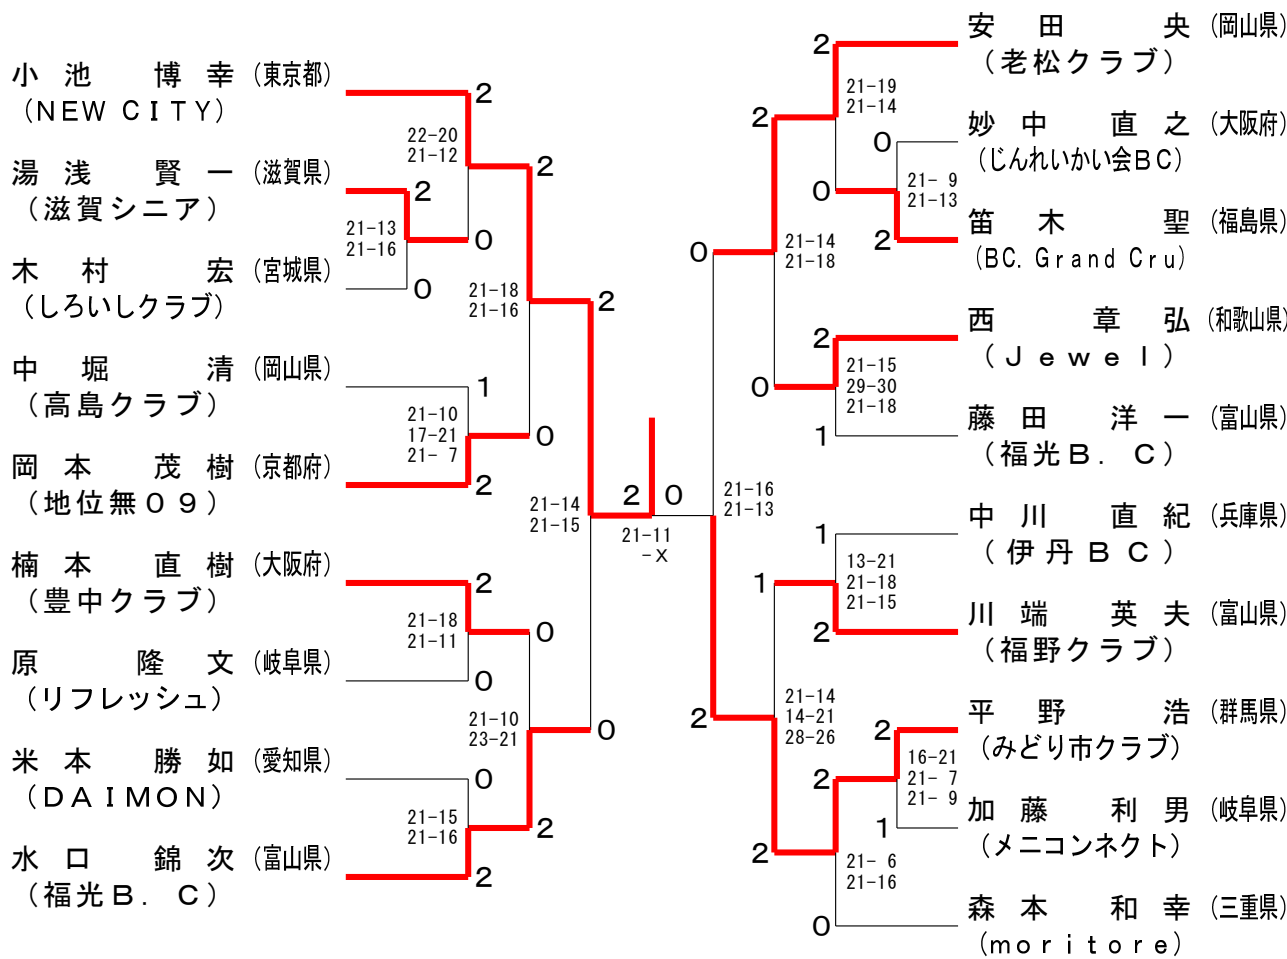 小池 博幸 (東京都)
(NEW CITY)
湯浅 賢一 (滋賀県)
(滋賀シニア)
木村 宏 (宮城県)
(しろいしクラブ)
中堀 清 (岡山県)
(高島クラブ)
岡本 茂樹 (京都府)
(地位無09)
楠本 直樹 (大阪府)
(豊中クラブ)
原 隆文 (岐阜県)
(リフレッシュ)
米本 勝如 (愛知県)
(DAIMON)
水口 錦次 (富山県)
(福光B. C)
2
22-20
21-12
2
2
21-13
21-16
0
0
21-18
21-16
2
1
21-10
17-21
21- 7
0
2
21-14
21-15
2
21-18
21-11
0
0
21-10
23-21
0
0
21-15
21-16
2
2
2 0
21-11
-X
安田 央 (岡山県)
(老松クラブ)
妙中 直之 (大阪府)
(じんれいかい会BC)
笛木 聖 (福島県)
(BC. Grand Cru)
西 章弘 (和歌山県)
(Jewel)
藤田 洋一 (富山県)
(福光B. C)
中川 直紀 (兵庫県)
(伊丹BC)
川端 英夫 (富山県)
(福野クラブ)
平野 浩 (群馬県)
(みどり市クラブ)
加藤 利男 (岐阜県)
(メニコンネクト)
森本 和幸 (三重県)
(moritore)
2
21-19
21-14
2
0
21- 9
21-13
0
2
0
21-14
21-18
2
21-15
29-30
21-18
0
1
21-16
21-13
1
13-21
21-18
21-15
1
2
21-14
14-21
28-26
2
2
16-21
21- 7
21- 9
2
1
2
21- 6
21-16
0